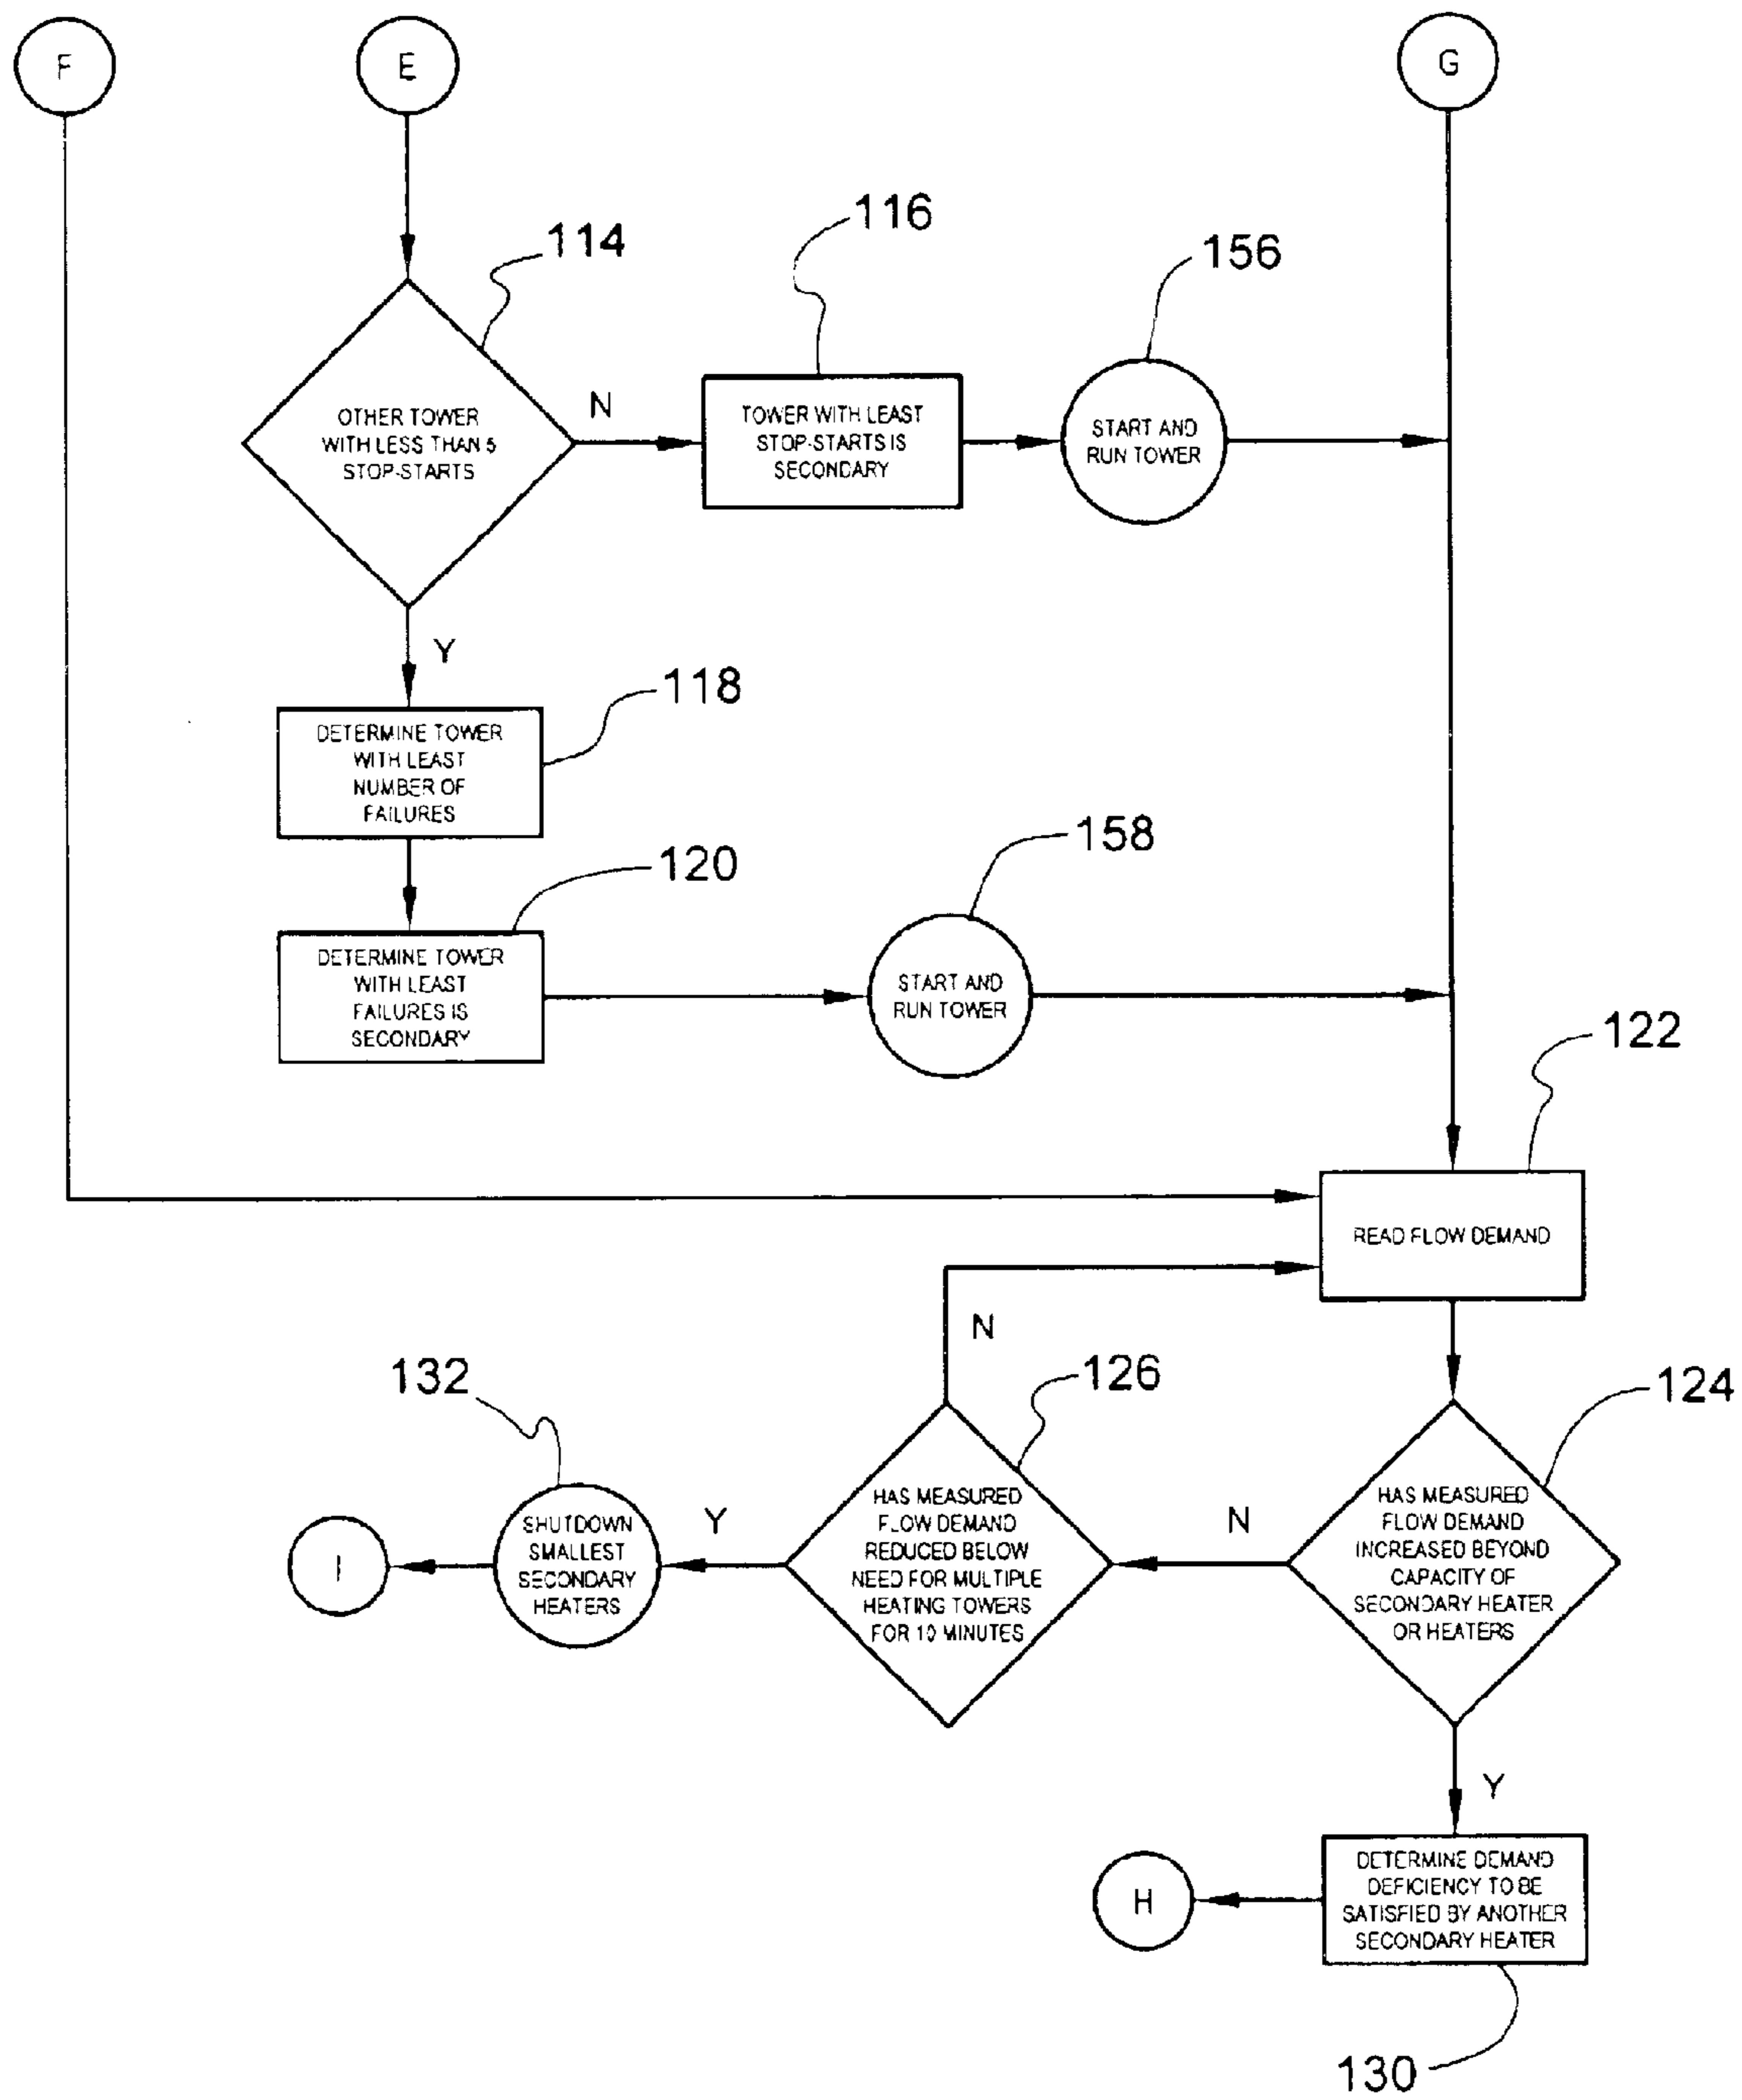 F
E
G
114
116
156
OTHER TOWER
WITH LESS THAN 5
STOP-STARTS
N
TOWER WITH LEAST
STOP-STARTS IS
SECONDARY
START AND
RUN TOWER
Y
118
DETERMINE TOWER
WITH LEAST
NUMBER OF
FAILURES
120
158
DETERMINE TOWER
WITH LEAST
FAILURES IS
SECONDARY
START AND
RUN TOWER
122
READ FLOW DEMAND
N
132
126
124
I
SHUTDOWN
SMALLEST
SECONDARY
HEATERS
Y
HAS MEASURED
FLOW DEMAND
REDUCED BELOW
NEED FOR MULTIPLE
HEATING TOWERS
FOR 10 MINUTES
N
HAS MEASURED
FLOW DEMAND
INCREASED BEYOND
CAPACITY OF
SECONDARY HEATER
OR HEATERS
Y
H
DETERMINE DEMAND
DEFICIENCY TO BE
SATISFIED BY ANOTHER
SECONDARY HEATER
130